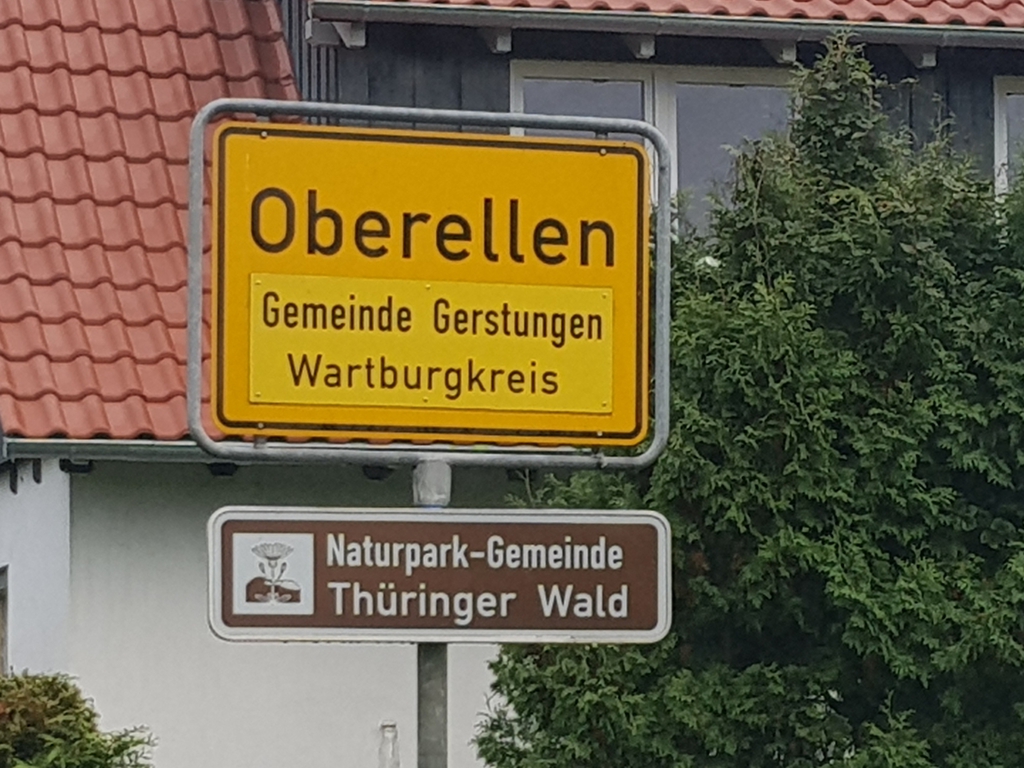 Oberellen
Gemeinde Gerstungen
Wartburgkreis
Naturpark-Gemeinde
Thüringer Wald